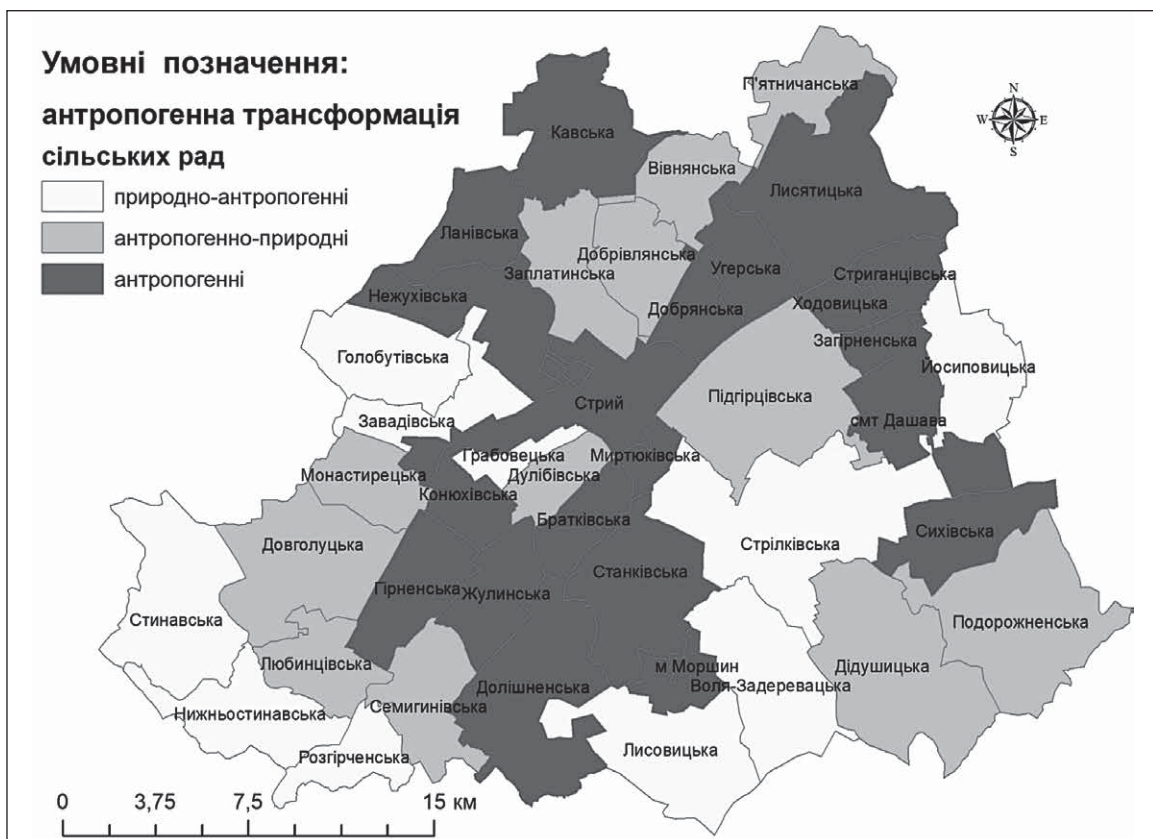 Умовні позначення:
антропогенна трансформація
сільських рад
природно-антропогенні
антропогенно-природні
антропогенні
N
W E
S
П'ятничанська
Кавська
Вівнянська
Лисятицька
Ланівська
Добрівлянська
Угерська
Заплатинська
Стриганцівська
Нежухівська
Добрянська
Ходовицька
Загірненська
Голобутівська
Йосиповицька
Підгірцівська
Стрий
Завадівська
смт Дашава
Грабовецька
Миртюківська
Монастирецька
Дулібівська
Конюхівська
Братківська
Сихівська
Довголуцька
Стрілківська
Станківська
Гірненська
Жулинська
Стинавська
Подорожненська
Любинцівська
м Моршин
Дідушицька
Воля-Задеревацька
Долішненська
Семигинівська
Нижньостинавська
Розгірченська
Лисовицька
0 3,75 7,5 15 км